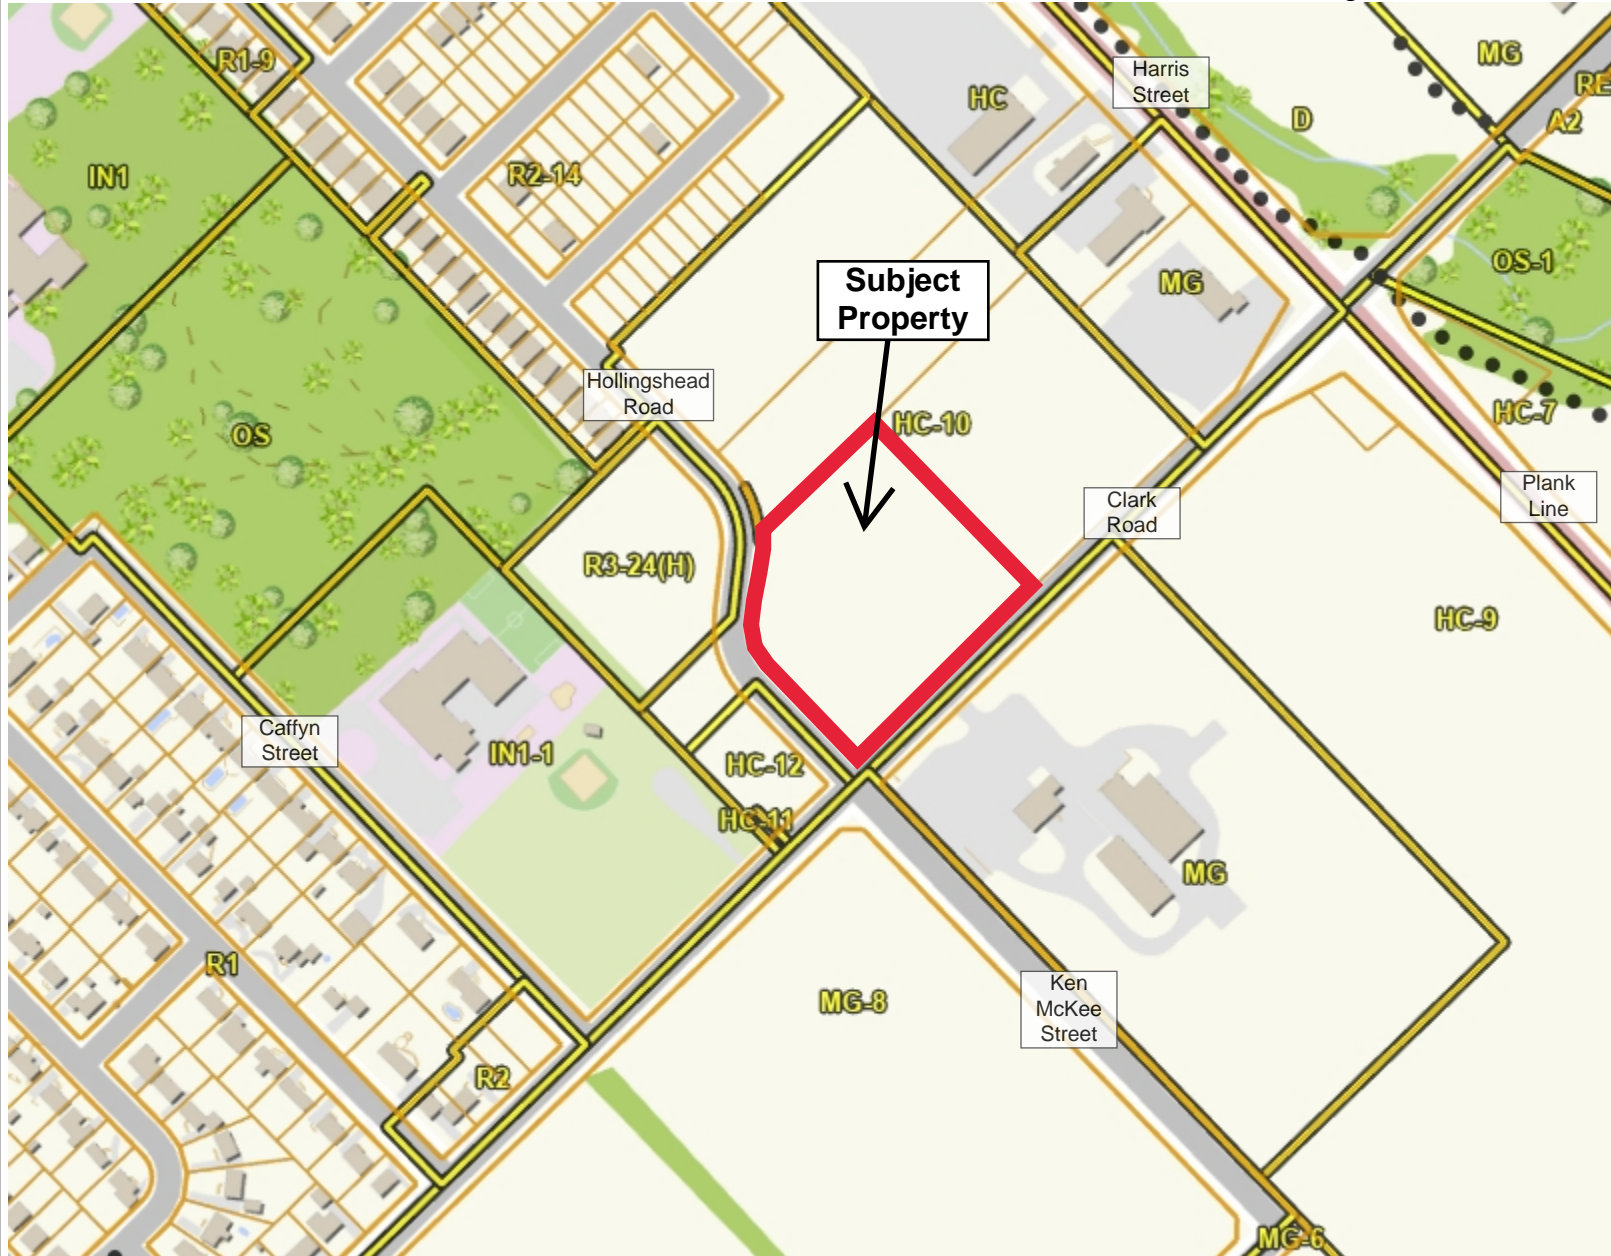 R1-9
HC
Harris
Street
MG
RE
D
A2
IN1
R2-14
OS-1
MG
Subject
Property
Hollingshead
Road
HC-10
HC-7
OS
Plank
Line
Clark
Road
R3-24(H)
HC-9
Caffyn
Street
IN1-1
HC-12
HC-11
MG
R1
MG-8
Ken
McKee
Street
R2
MG-6